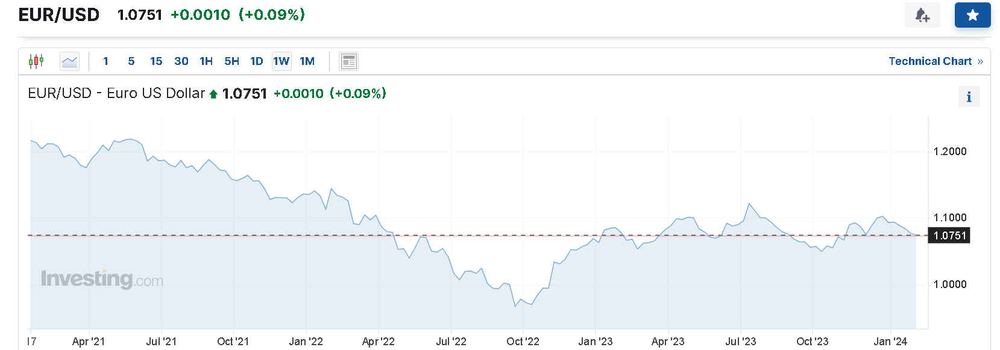 EUR/USD 1.0751 +0.0010 (+0.09%)
1 5 15 30 1H 5H 1D 1W 1M Technical Chart »
EUR/USD - Euro US Dollar 1.0751 +0.0010 (+0.09%)
i
1.2000
1.1000
1.0751
Investing.com
1.0000
17 Apr '21 Jul '21 Oct '21 Jan '22 Apr '22 Jul '22 Oct '22 Jan '23 Apr '23 Jul '23 Oct '23 Jan '24